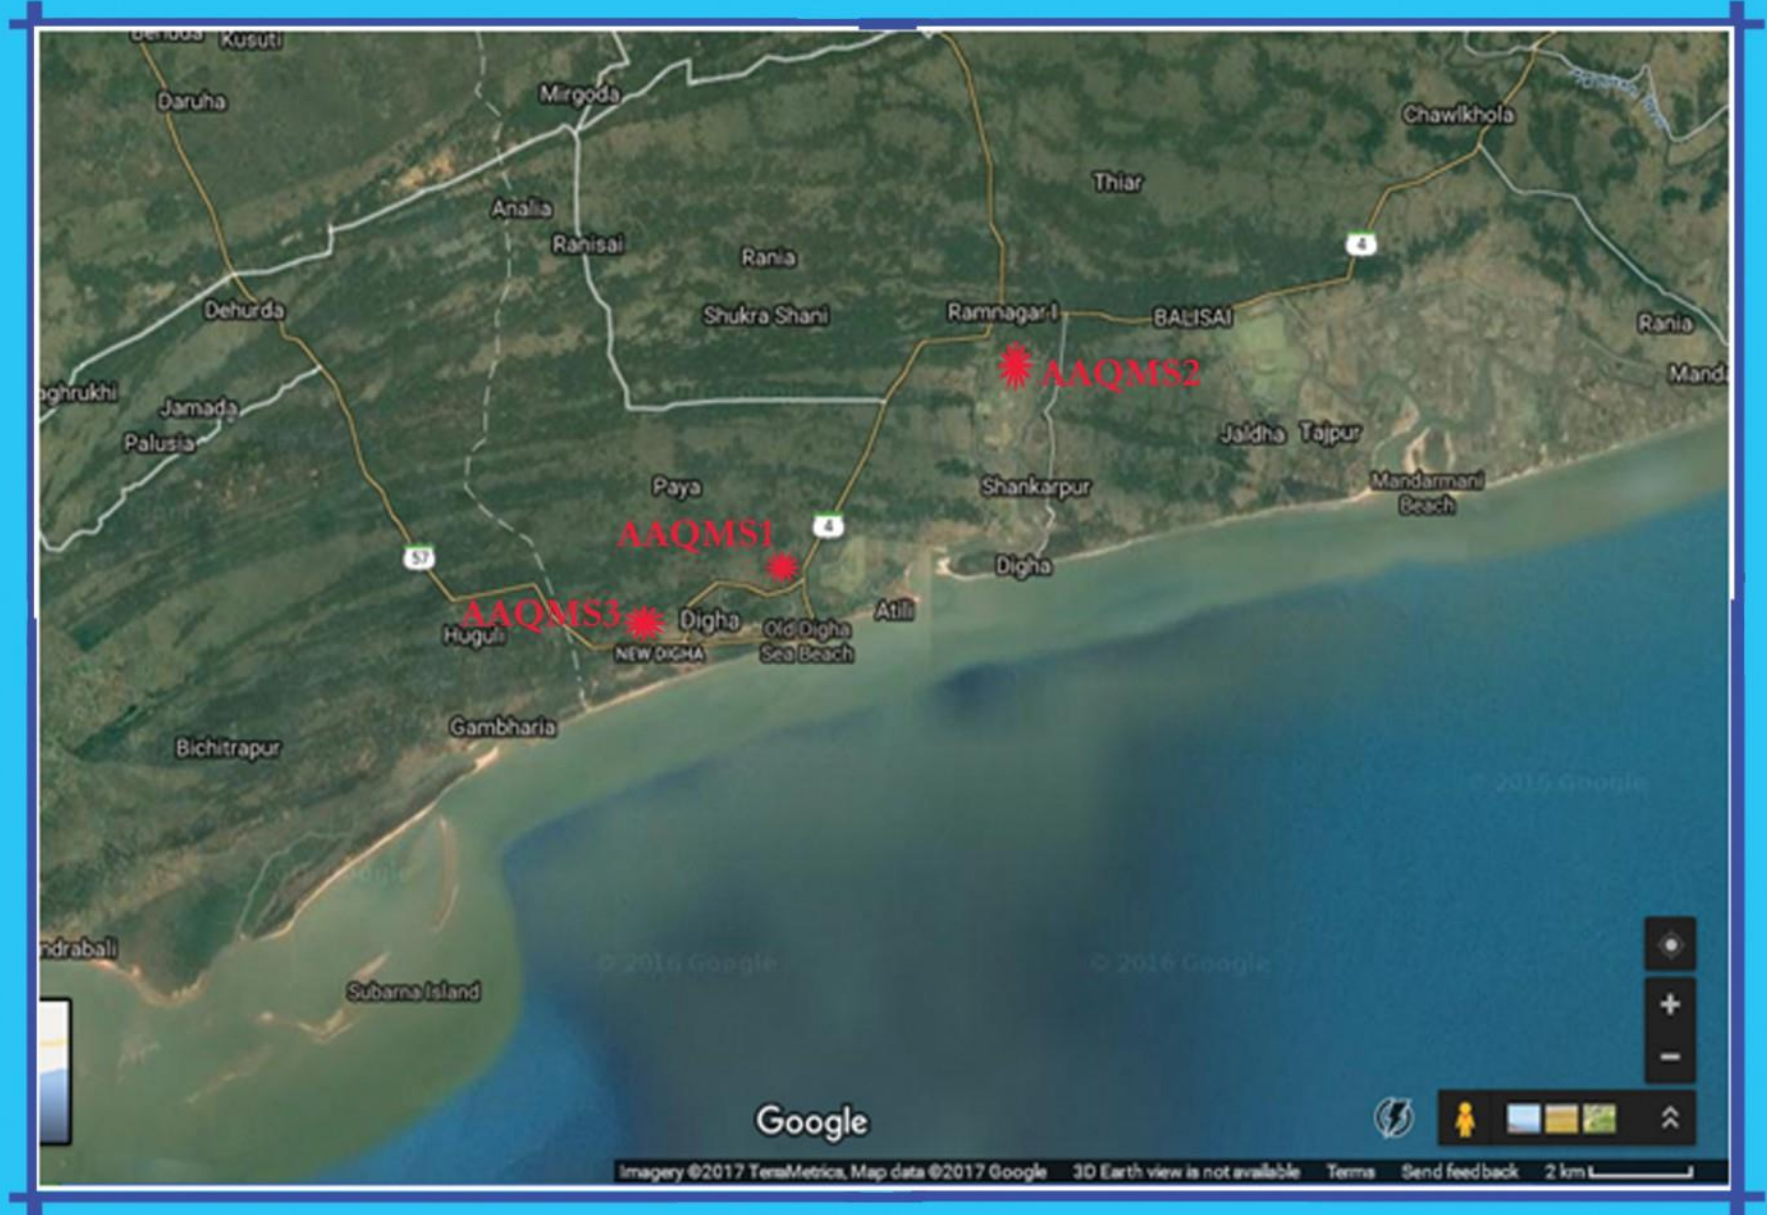 Kusuti
Daruha
Mirgoda
Chawlkhola
Thiar
Analia
Ranisai
Rania
4
Dehurda
Shukra Shani
Ramnagar I
BALISAI
Rania
AAQMS2
aghrukhi
Jamada
Manda
Palusia
Jaldha
Tajpur
Paya
Shankarpur
Mandarmani
Beach
AAQMS1
4
57
Digha
AAQMS3
Huguli
Digha
Old Digha
Sea Beach
Atili
NEW DIGHA
Gambharia
Bichitrapur
© 2016 Google
© 2016 Google
ndrabali
Subarna Island
Google
Imagery ©2017 TerraMetrics, Map data ©2017 Google 3D Earth view is not available Terms Send feedback 2 km